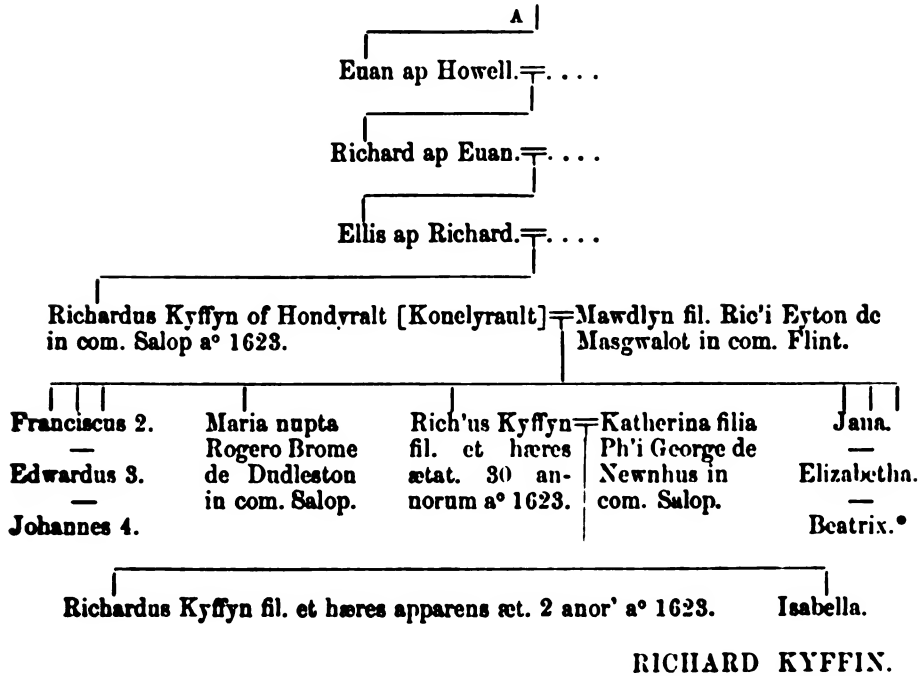 A
Euan ap Howell.=. . . .
Richard ap Euan.=. . . .
Ellis ap Richard.=. . . .
Richardus Kyffyn of Hondyralt [Konelyrault]=Mawdlyn fil. Ric'i Eyton de
in com. Salop a° 1623. Masgwalot in com. Flint.
Franciscus 2. Maria nupta Rich'us Kyffyn=Katherina filia Jana.
Rogero Brome fil. et hæres Ph'i George de
Edwardus 3. de Dudleston ætat. 30 an- Newnhus in Elizabetha.
in com. Salop. norum a° 1623. com. Salop.
Johannes 4. Beatrix.•
Richardus Kyffyn fil. et hæres apparens æt. 2 anor' a° 1623. Isabella.
RICHARD KYFFIN.